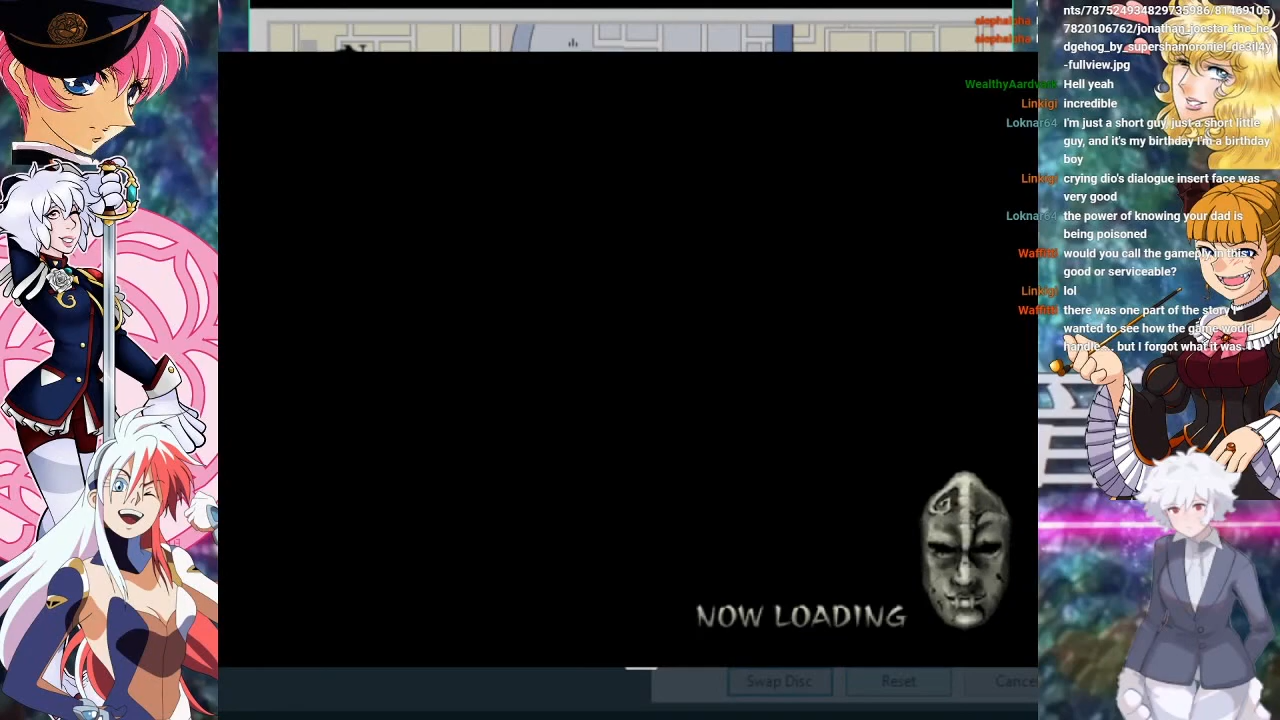 nts/787524934829735986/81469105
7820106762/jonathan_joestar_the_he
dgehog_by_supershamoroniel_de3il4y
-fullview.jpg
WealthyAardvark Hell yeah
Linkigi incredible
Loknar64 I'm just a short guy, just a short little
guy, and it's my birthday I'm a birthday
boy
Linkigi crying dio's dialogue insert face was
very good
Loknar64 the power of knowing your dad is
being poisoned
Waffitti would you call the gameply in this
good or serviceable?
Linkigi lol
there was one part of the story I
wanted to see how the game would
handle... but I forgot what it was.
NOW LOADING
Swap Disc
Reset